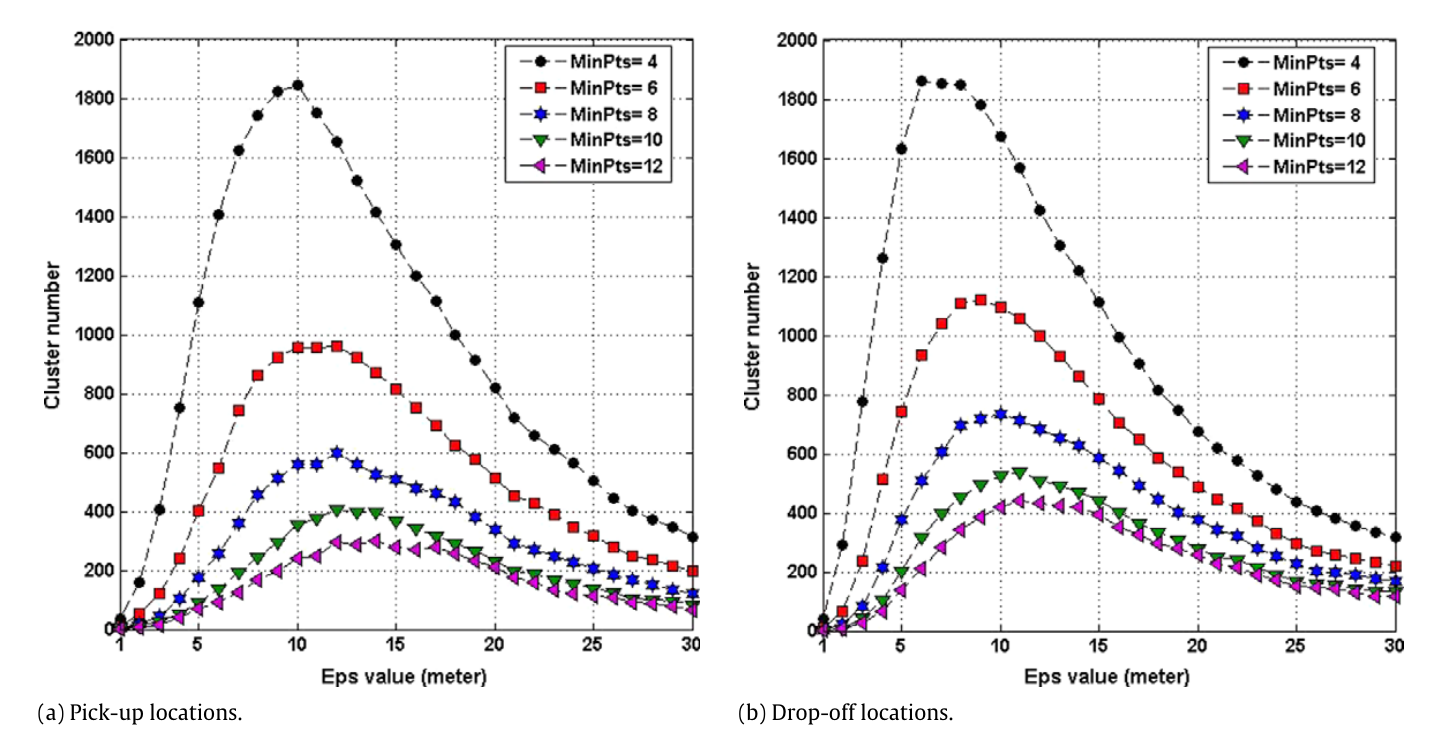 2000
1800
1600
1400
1200
1000
800
600
400
200
0
1 5 10 15 20 25 30
Cluster number
Eps value (meter)
MinPts= 4
MinPts= 6
MinPts= 8
MinPts=10
MinPts=12
(a) Pick-up locations.
2000
1800
1600
1400
1200
1000
800
600
400
200
0
1 5 10 15 20 25 30
Cluster number
Eps value (meter)
MinPts= 4
MinPts= 6
MinPts= 8
MinPts=10
MinPts=12
(b) Drop-off locations.